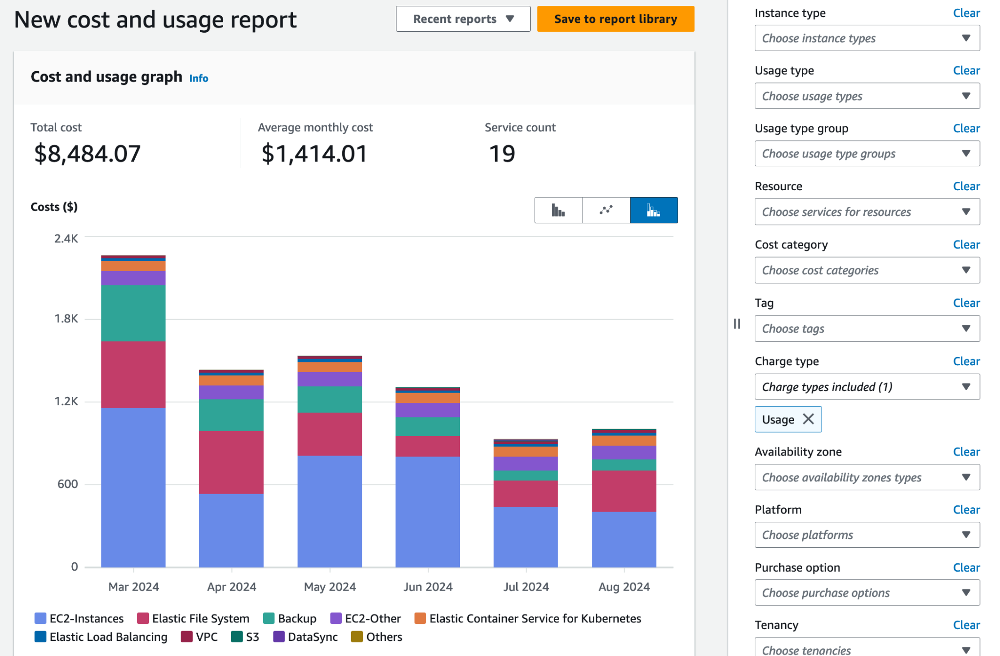 New cost and usage report
Recent reports
Save to report library
Cost and usage graph Info
Total cost
$8,484.07
Average monthly cost
$1,414.01
Service count
19
Costs ($)
2.4K
1.8K
1.2K
600
0
Mar 2024
Apr 2024
May 2024
Jun 2024
Jul 2024
Aug 2024
EC2-Instances
Elastic File System
Backup
EC2-Other
Elastic Container Service for Kubernetes
Elastic Load Balancing
VPC
S3
DataSync
Others
Instance type Clear
Choose instance types
Usage type Clear
Choose usage types
Usage type group Clear
Choose usage type groups
Resource Clear
Choose services for resources
Cost category Clear
Choose cost categories
Tag Clear
Choose tags
Charge type Clear
Charge types included (1)
Usage
Availability zone Clear
Choose availability zones types
Platform Clear
Choose platforms
Purchase option Clear
Choose purchase options
Tenancy Clear
Choose tenancies